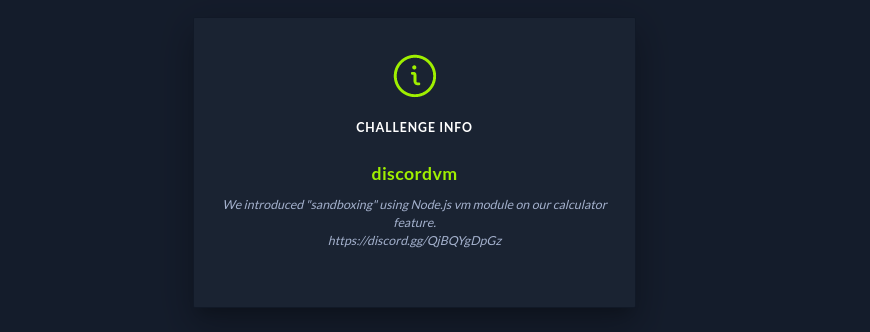 CHALLENGE INFO
discordvm
We introduced "sandboxing" using Node.js vm module on our calculator
feature.
https://discord.gg/QjBQYgDpGz